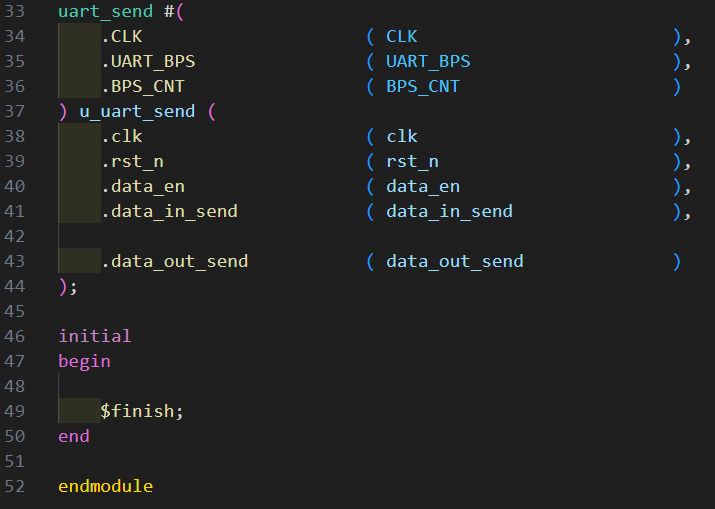 33 uart_send #(
34     .CLK                         ( CLK                        ),
35     .UART_BPS                    ( UART_BPS                   ),
36     .BPS_CNT                     ( BPS_CNT                    )
37 ) u_uart_send (
38     .clk                         ( clk                        ),
39     .rst_n                       ( rst_n                      ),
40     .data_en                     ( data_en                    ),
41     .data_in_send                ( data_in_send               ),
42
43     .data_out_send               ( data_out_send              )
44 );
45
46 initial
47 begin
48
49     $finish;
50 end
51
52 endmodule